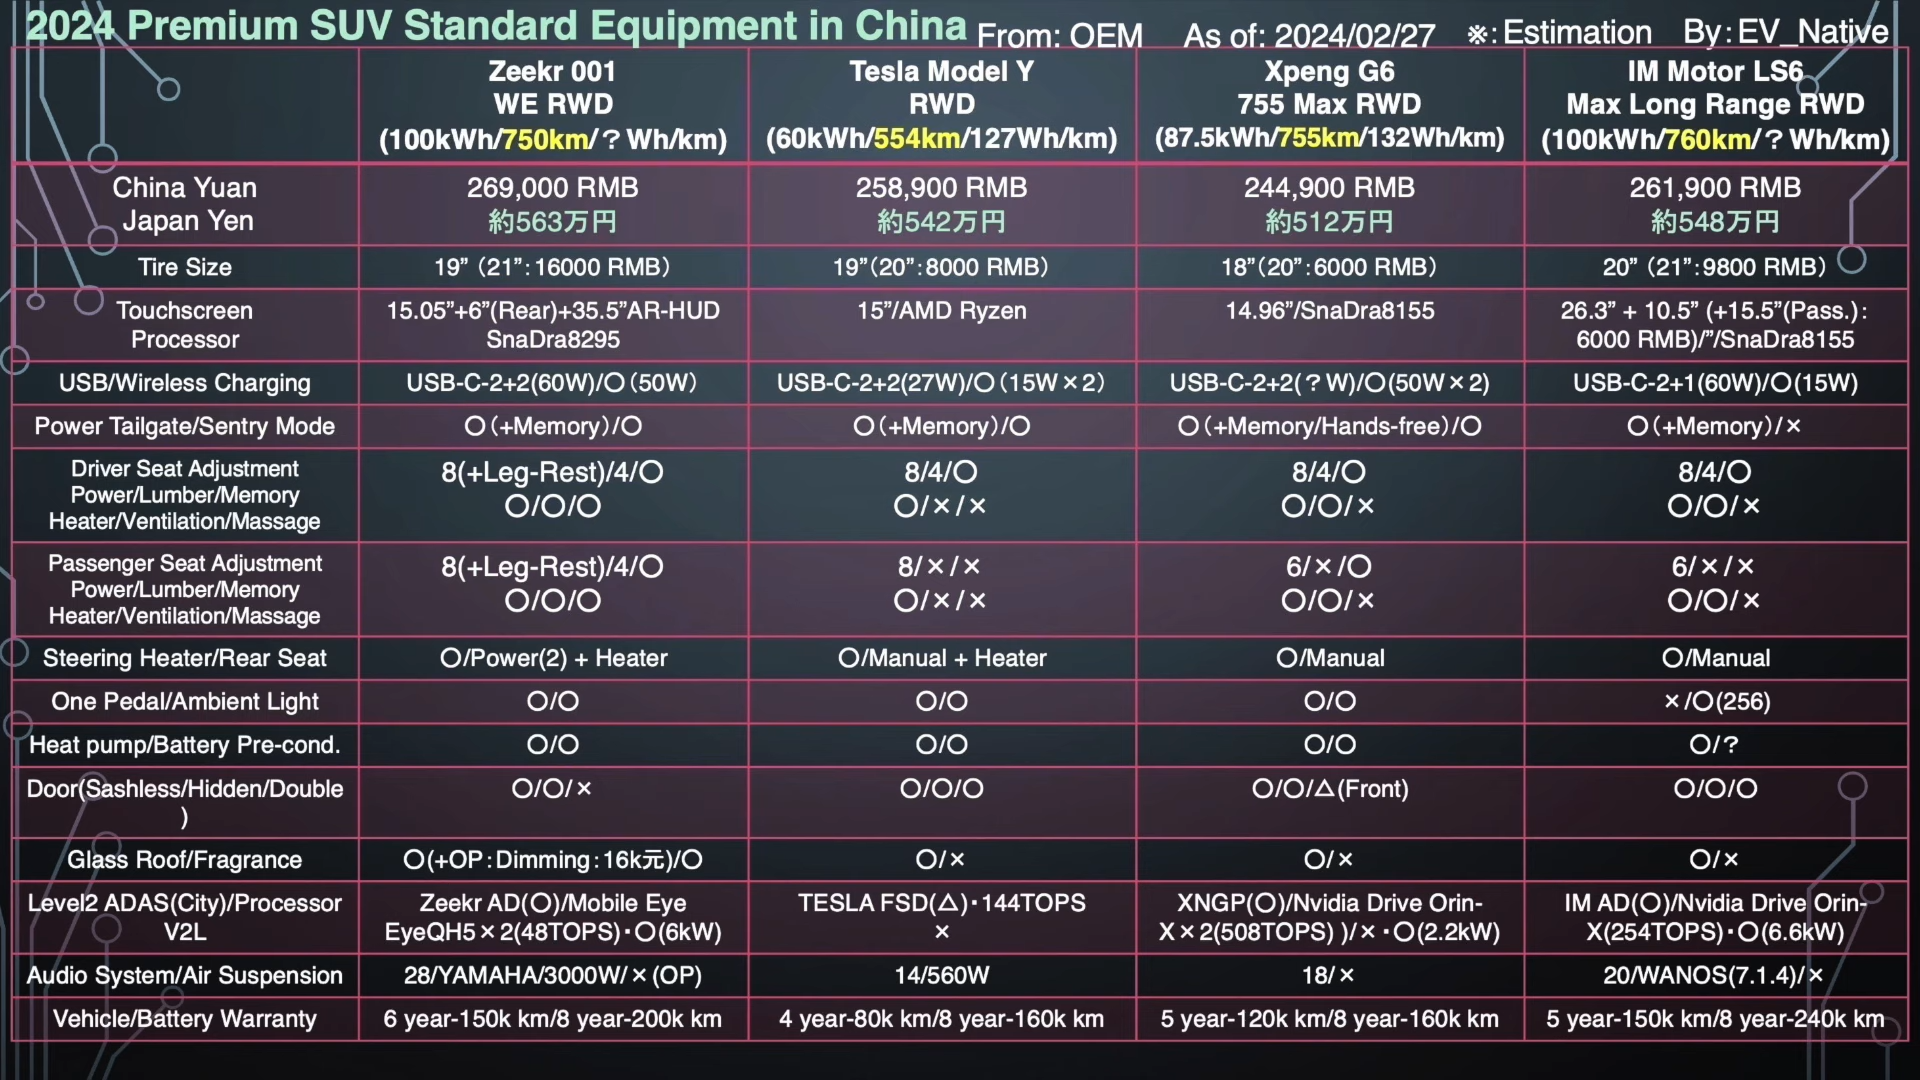 2024 Premium SUV Standard Equipment in China From: OEM As of: 2024/02/27 ※: Estimation By: EV_Native
Zeekr 001
WE RWD
(100kWh/750km/？Wh/km)
Tesla Model Y
RWD
(60kWh/554km/127Wh/km)
Xpeng G6
755 Max RWD
(87.5kWh/755km/132Wh/km)
IM Motor LS6
Max Long Range RWD
(100kWh/760km/？Wh/km)
China Yuan
Japan Yen
269,000 RMB
約563万円
258,900 RMB
約542万円
244,900 RMB
約512万円
261,900 RMB
約548万円
Tire Size
19”（21”：16000 RMB）
19”（20”：8000 RMB）
18”（20”：6000 RMB）
20”（21”：9800 RMB）
Touchscreen
Processor
15.05”+6”(Rear)+35.5”AR-HUD
SnaDra8295
15”/AMD Ryzen
14.96”/SnaDra8155
26.3” + 10.5” (+15.5”(Pass.)：
6000 RMB)/”/SnaDra8155
USB/Wireless Charging
USB-C-2+2(60W)/○（50W）
USB-C-2+2(27W)/○（15W×2）
USB-C-2+2(？W)/○(50W×2)
USB-C-2+1(60W)/○(15W)
Power Tailgate/Sentry Mode
○（+Memory）/○
○（+Memory）/○
○（+Memory/Hands-free）/○
○（+Memory）/×
Driver Seat Adjustment
Power/Lumber/Memory
Heater/Ventilation/Massage
8(+Leg-Rest)/4/○
○/○/○
8/4/○
○/×/×
8/4/○
○/○/×
8/4/○
○/○/×
Passenger Seat Adjustment
Power/Lumber/Memory
Heater/Ventilation/Massage
8(+Leg-Rest)/4/○
○/○/○
8/×/×
○/×/×
6/×/○
○/○/×
6/×/×
○/○/×
Steering Heater/Rear Seat
○/Power(2) + Heater
○/Manual + Heater
○/Manual
○/Manual
One Pedal/Ambient Light
○/○
○/○
○/○
×/○(256)
Heat pump/Battery Pre-cond.
○/○
○/○
○/○
○/？
Door(Sashless/Hidden/Double
)
○/○/×
○/○/○
○/○/△(Front)
○/○/○
Glass Roof/Fragrance
○(+OP：Dimming：16k元)/○
○/×
○/×
○/×
Level2 ADAS(City)/Processor
V2L
Zeekr AD(○)/Mobile Eye
EyeQH5×2(48TOPS)・○(6kW)
TESLA FSD(△)・144TOPS
×
XNGP(○)/Nvidia Drive Orin-
X×2(508TOPS) )/×・○(2.2kW)
IM AD(○)/Nvidia Drive Orin-
X(254TOPS)・○(6.6kW)
Audio System/Air Suspension
28/YAMAHA/3000W/×(OP)
14/560W
18/×
20/WANOS(7.1.4)/×
Vehicle/Battery Warranty
6 year-150k km/8 year-200k km
4 year-80k km/8 year-160k km
5 year-120k km/8 year-160k km
5 year-150k km/8 year-240k km